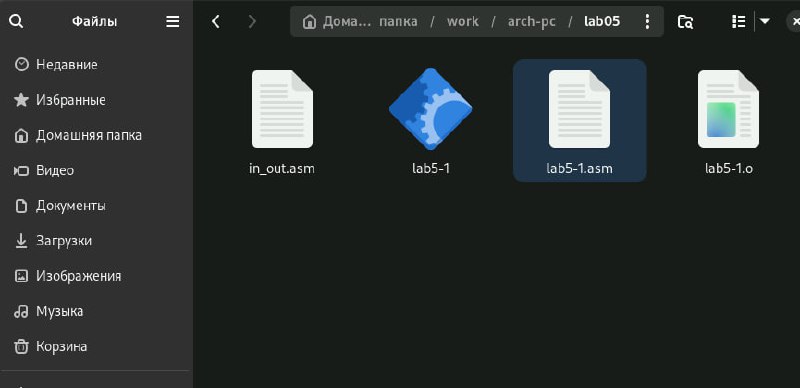 Файлы
Дома... папка / work / arch-pc / lab05
Недавние
Избранные
Домашняя папка
Видео
Документы
Загрузки
Изображения
Музыка
Корзина
in_out.asm
lab5-1
lab5-1.asm
lab5-1.o